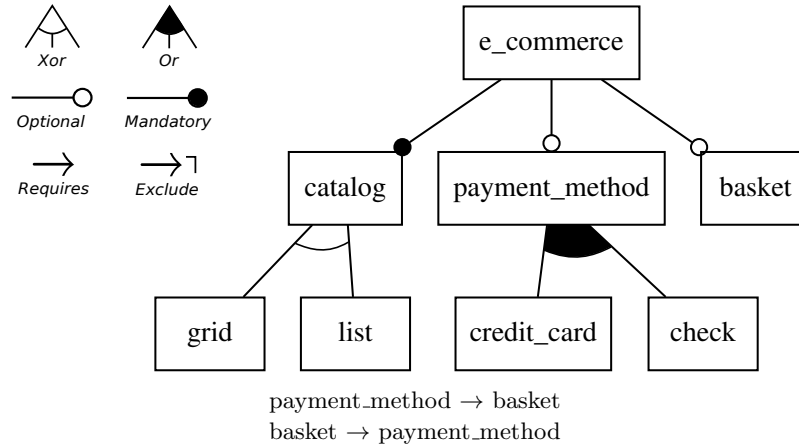 Xor
Or
Optional
Mandatory
Requires
Exclude
e_commerce
catalog
payment_method
basket
grid
list
credit_card
check
payment_method → basket
basket → payment_method